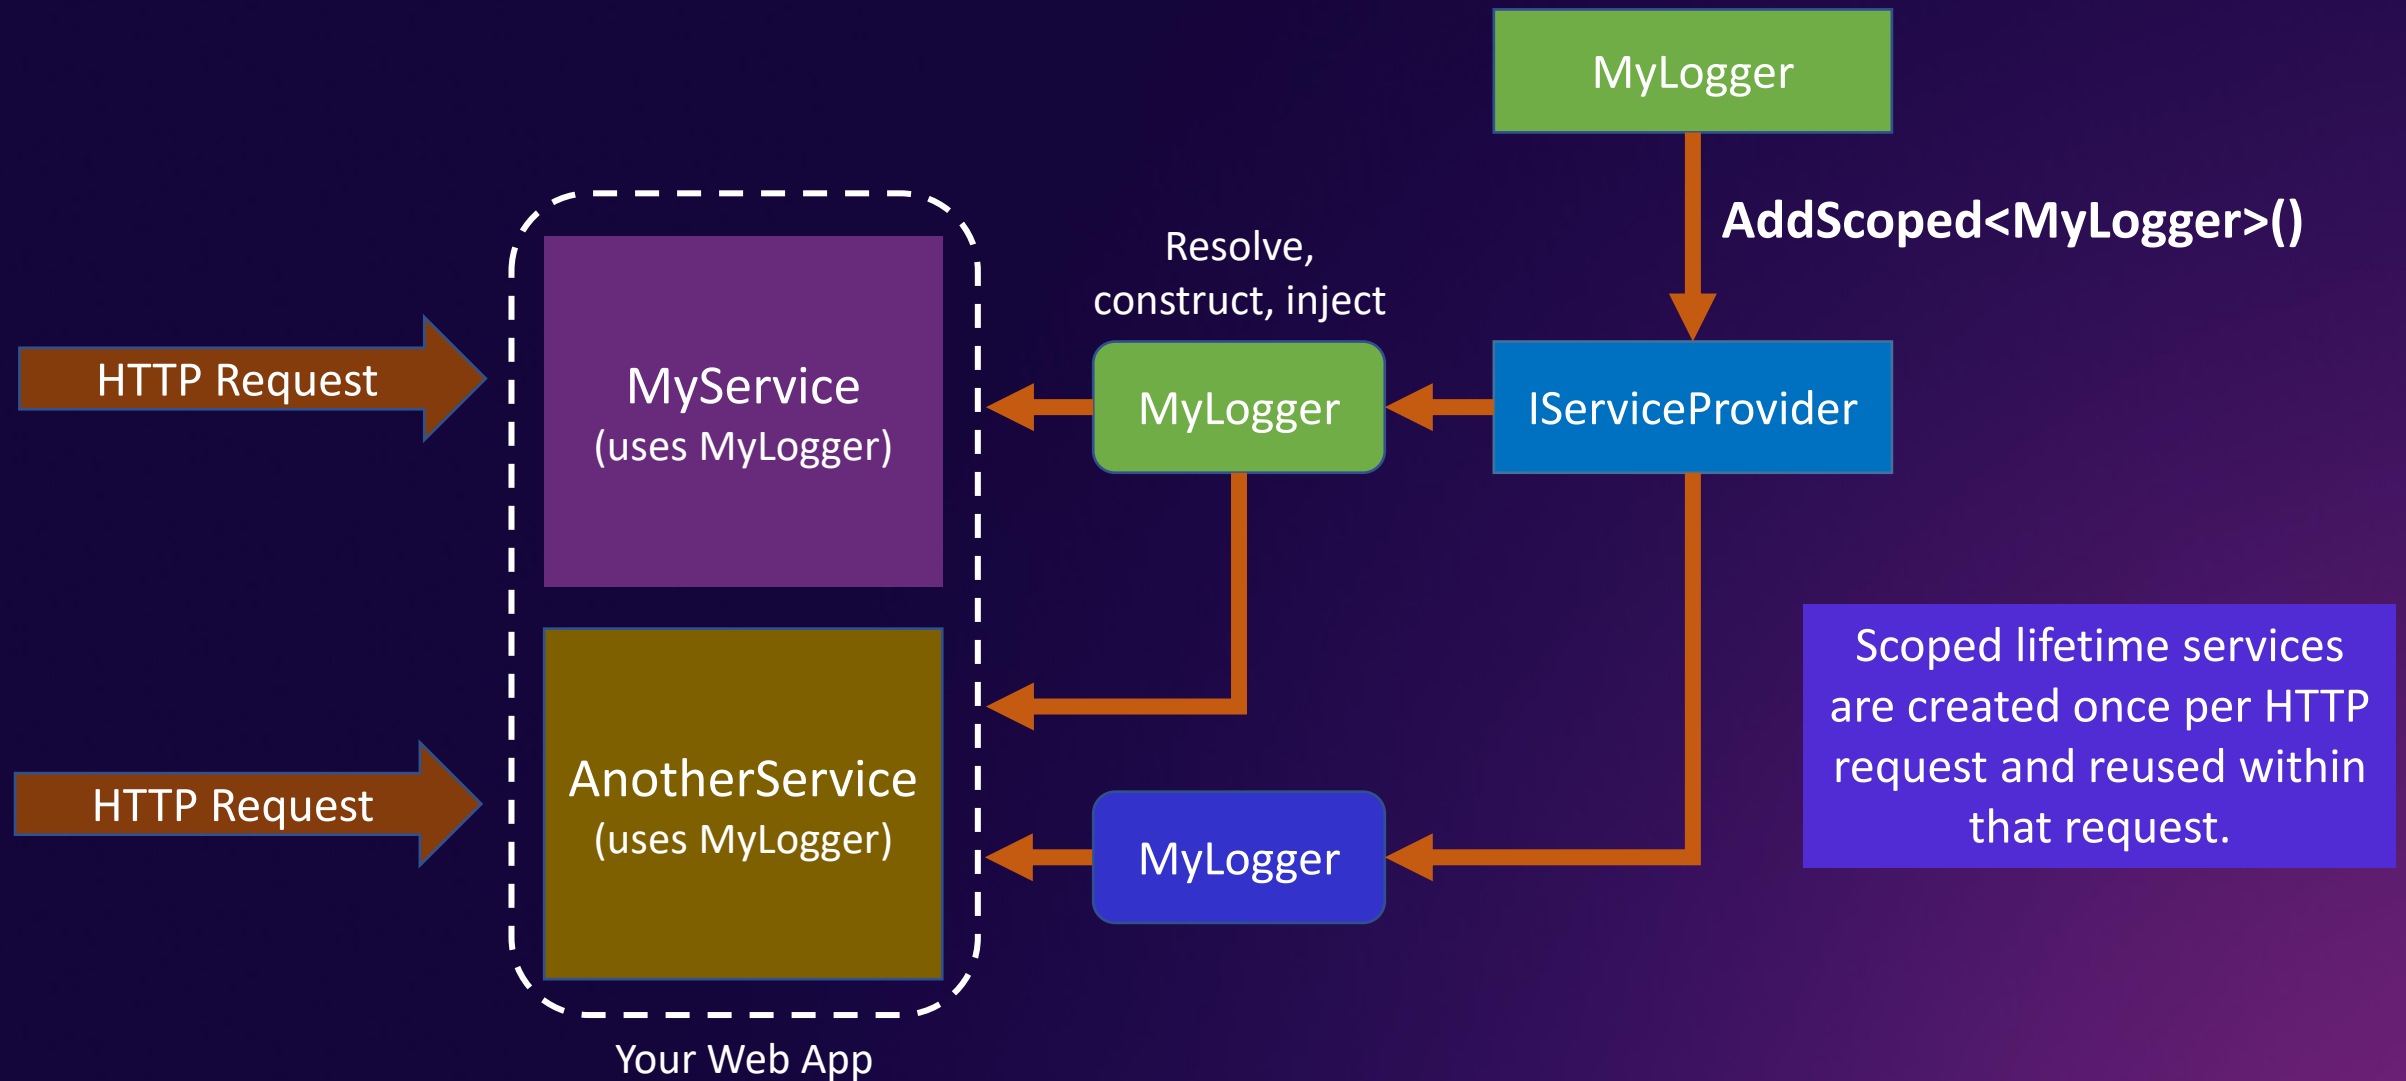 MyLogger
AddScoped<MyLogger>()
Resolve,
construct, inject
HTTP Request
MyService
(uses MyLogger)
MyLogger
IServiceProvider
Scoped lifetime services
are created once per HTTP
request and reused within
that request.
HTTP Request
AnotherService
(uses MyLogger)
MyLogger
Your Web App